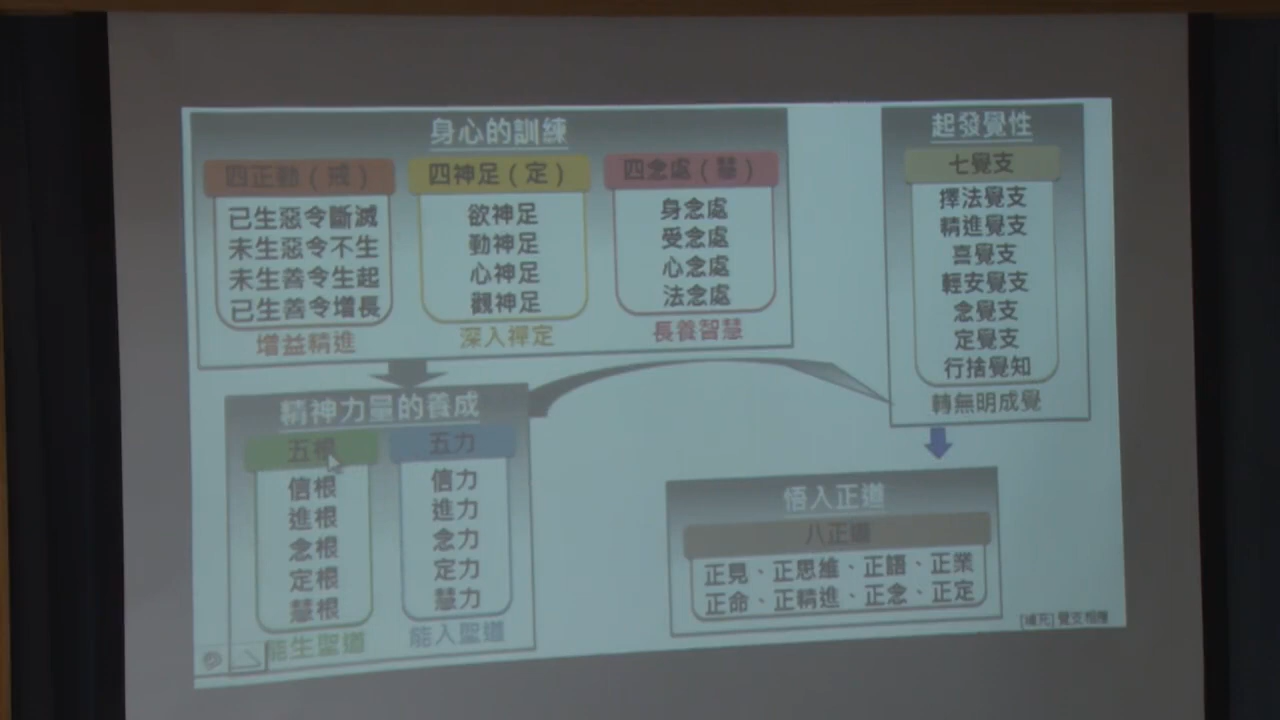 身心的訓練
四正勤（戒）
已生惡令斷滅
未生惡令不生
未生善令生起
已生善令增長
增益精進
四神足（定）
欲神足
勤神足
心神足
觀神足
深入禪定
四念處（慧）
身念處
受念處
心念處
法念處
長養智慧
精神力量的養成
五根
信根
進根
念根
定根
慧根
能生聖道
五力
信力
進力
念力
定力
慧力
能入聖道
起發覺性
七覺支
擇法覺支
精進覺支
喜覺支
輕安覺支
念覺支
定覺支
行捨覺知
轉無明成覺
悟入正道
八正道
正見、正思維、正語、正業
正命、正精進、正念、正定
[補充] 覺支相應